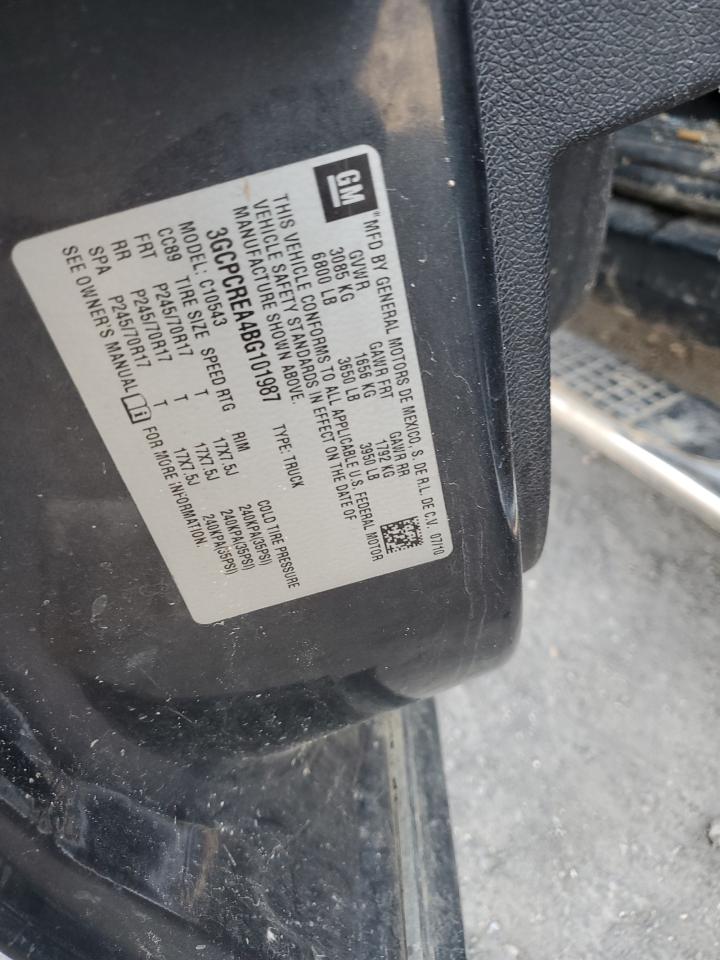 GM
® MFD BY GENERAL MOTORS DE MEXICO, S. DE R.L. DE C.V. 07/10
GVWR GAWR FRT GAWR RR
3085 KG 1656 KG 1792 KG
6800 LB 3650 LB 3950 LB
THIS VEHICLE CONFORMS TO ALL APPLICABLE U.S. FEDERAL MOTOR
VEHICLE SAFETY STANDARDS IN EFFECT ON THE DATE OF
MANUFACTURE SHOWN ABOVE.
3GCPCREA4BG101987 TYPE: TRUCK
MODEL: C10543
CC89 TIRE SIZE SPEED RTG RIM COLD TIRE PRESSURE
FRT P245/70R17 T 17X7.5J 240KPA(35PSI)
RR P245/70R17 T 17X7.5J 240KPA(35PSI)
SPA P245/70R17 T 17X7.5J 240KPA(35PSI)
SEE OWNER'S MANUAL i FOR MORE INFORMATION.